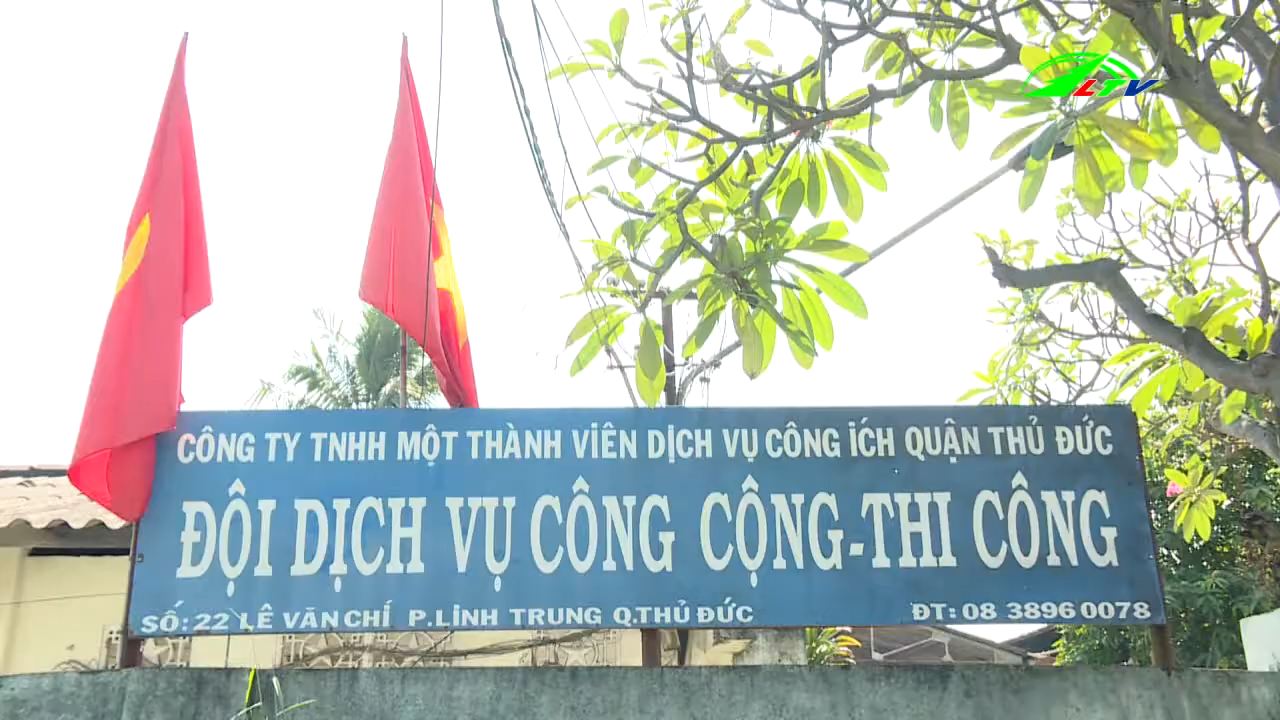 LTV
CÔNG TY TNHH MỘT THÀNH VIÊN DỊCH VỤ CÔNG ÍCH QUẬN THỦ ĐỨC
ĐỘI DỊCH VỤ CÔNG CỘNG-THI CÔNG
SỐ: 22 LÊ VĂN CHÍ P.LINH TRUNG Q.THỦ ĐỨC
ĐT: 08 3896 0078